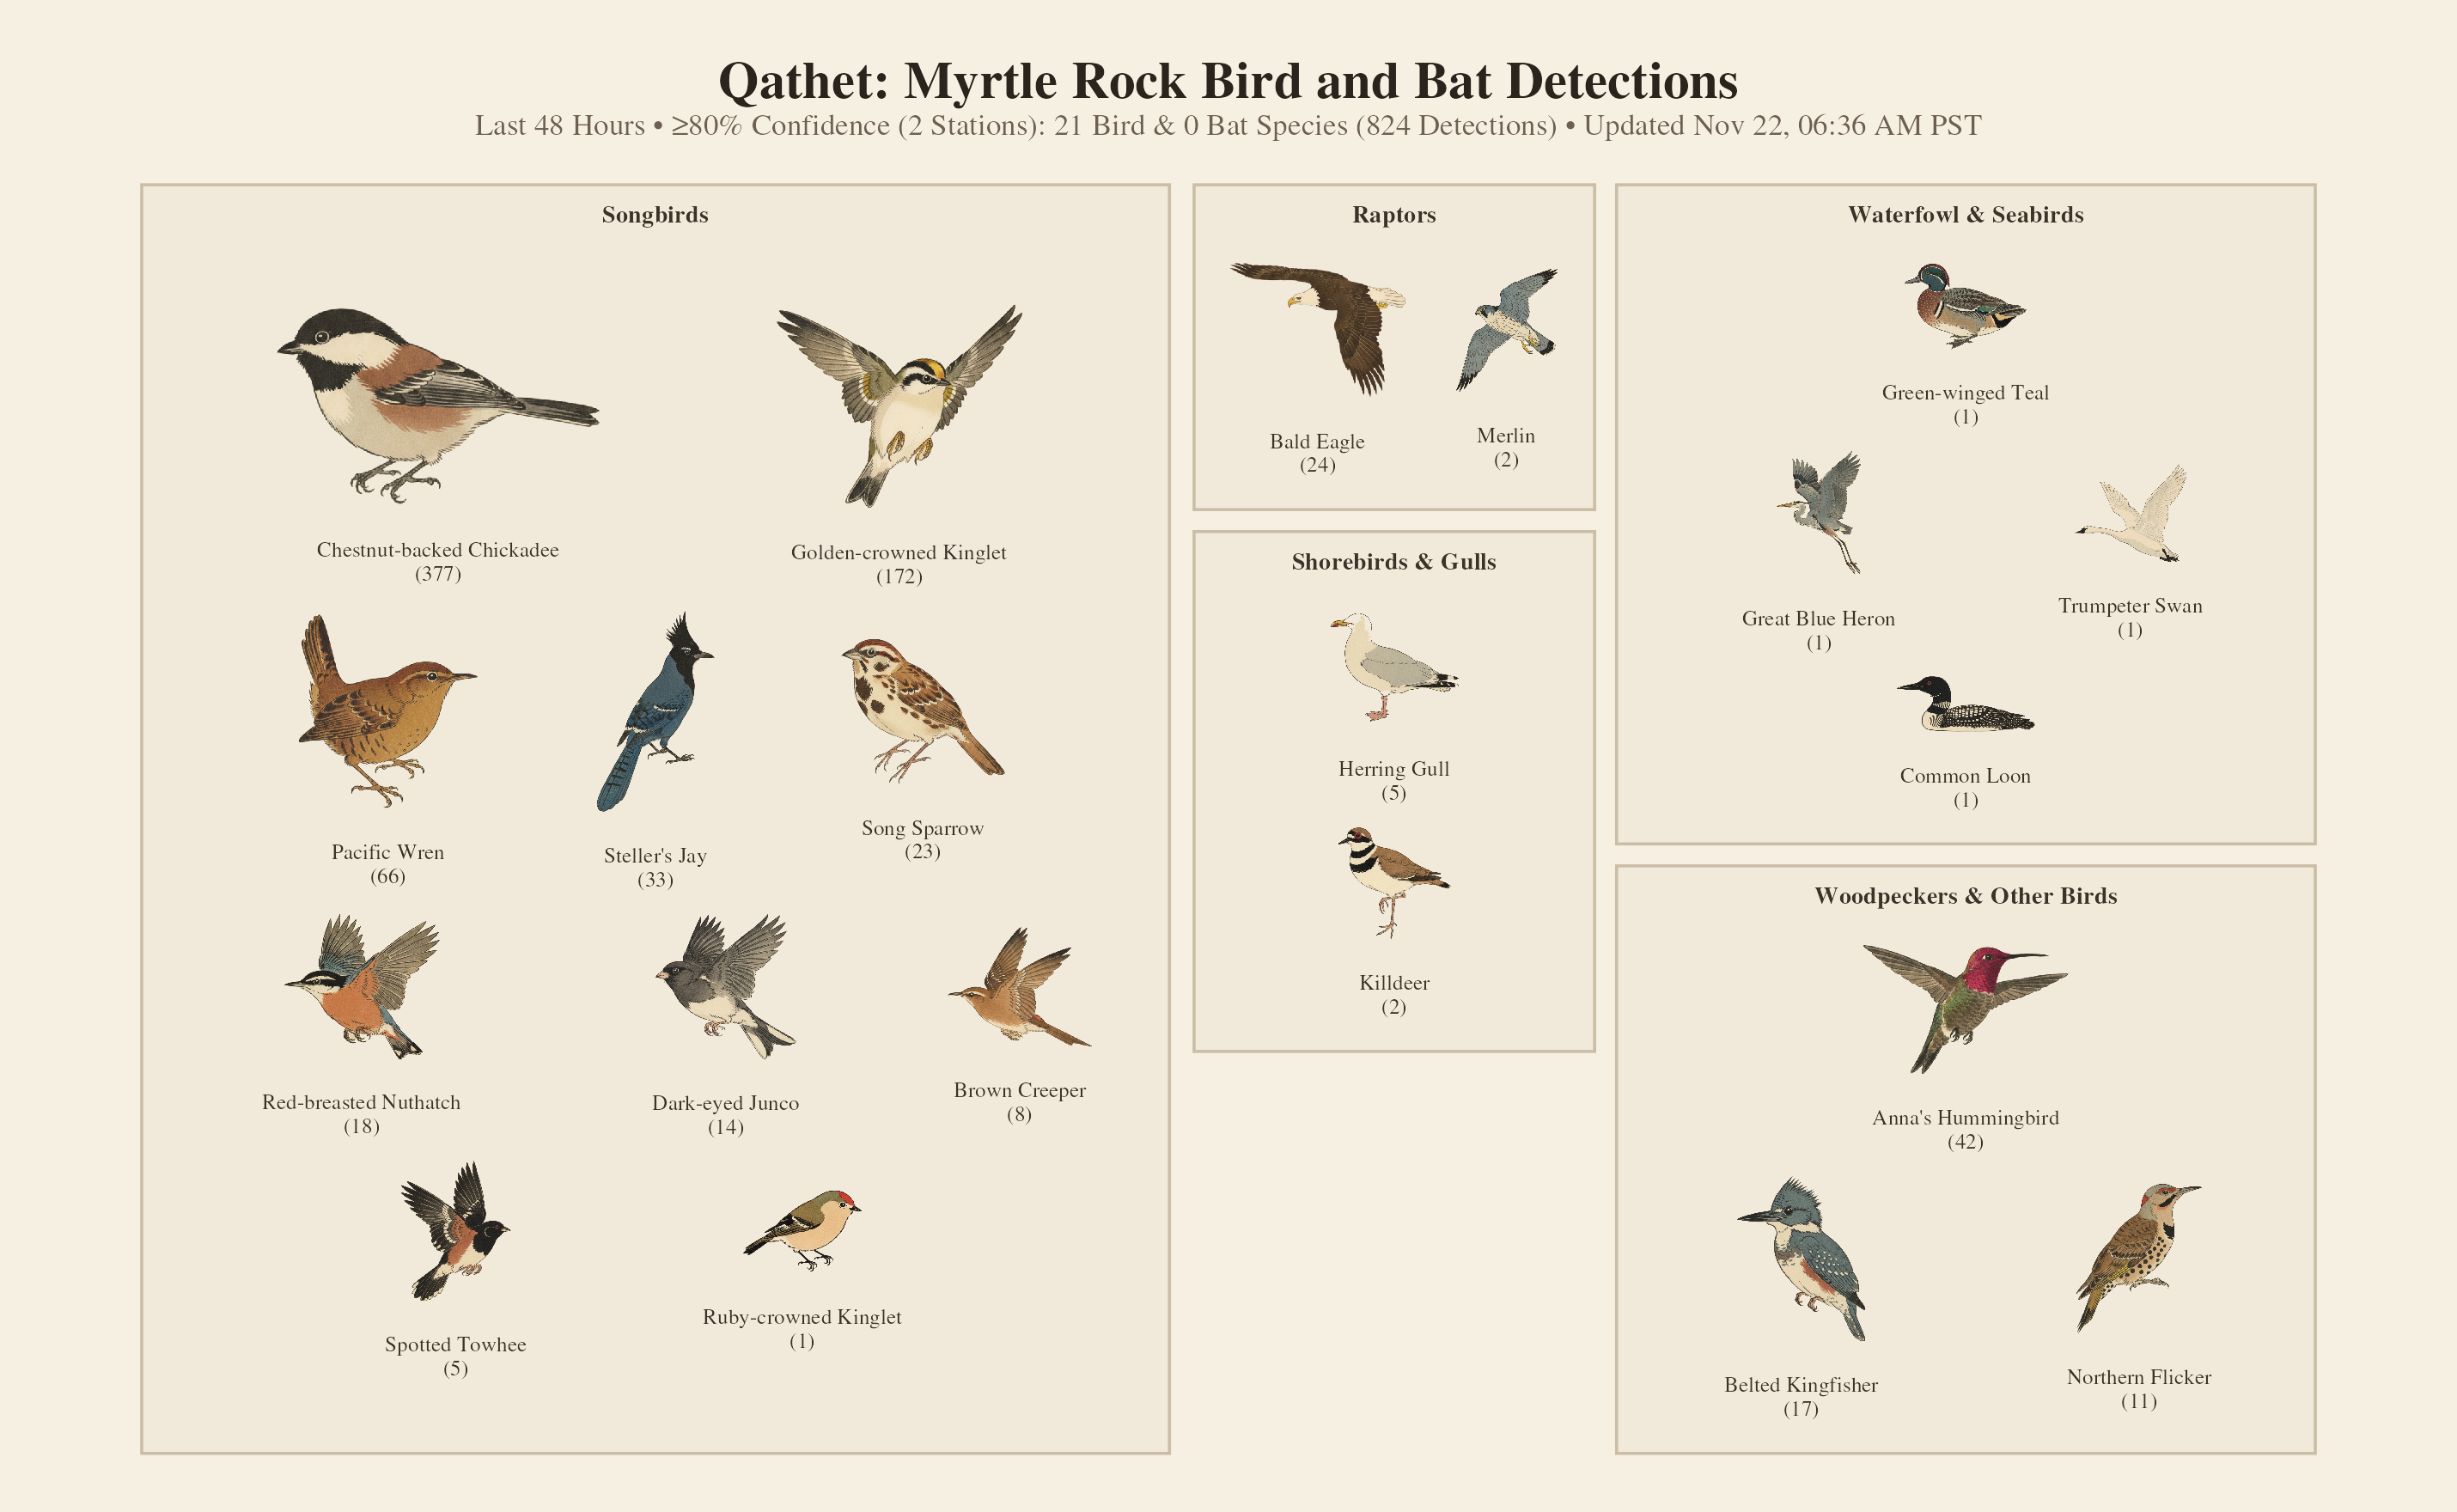 Qathet: Myrtle Rock Bird and Bat Detections
Last 48 Hours • ≥80% Confidence (2 Stations): 21 Bird & 0 Bat Species (824 Detections) • Updated Nov 22, 06:36 AM PST
Songbirds
Chestnut-backed Chickadee
(377)
Golden-crowned Kinglet
(172)
Pacific Wren
(66)
Steller's Jay
(33)
Song Sparrow
(23)
Red-breasted Nuthatch
(18)
Dark-eyed Junco
(14)
Brown Creeper
(8)
Spotted Towhee
(5)
Ruby-crowned Kinglet
(1)
Raptors
Bald Eagle
(24)
Merlin
(2)
Shorebirds & Gulls
Herring Gull
(5)
Killdeer
(2)
Waterfowl & Seabirds
Green-winged Teal
(1)
Great Blue Heron
(1)
Trumpeter Swan
(1)
Common Loon
(1)
Woodpeckers & Other Birds
Anna's Hummingbird
(42)
Belted Kingfisher
(17)
Northern Flicker
(11)